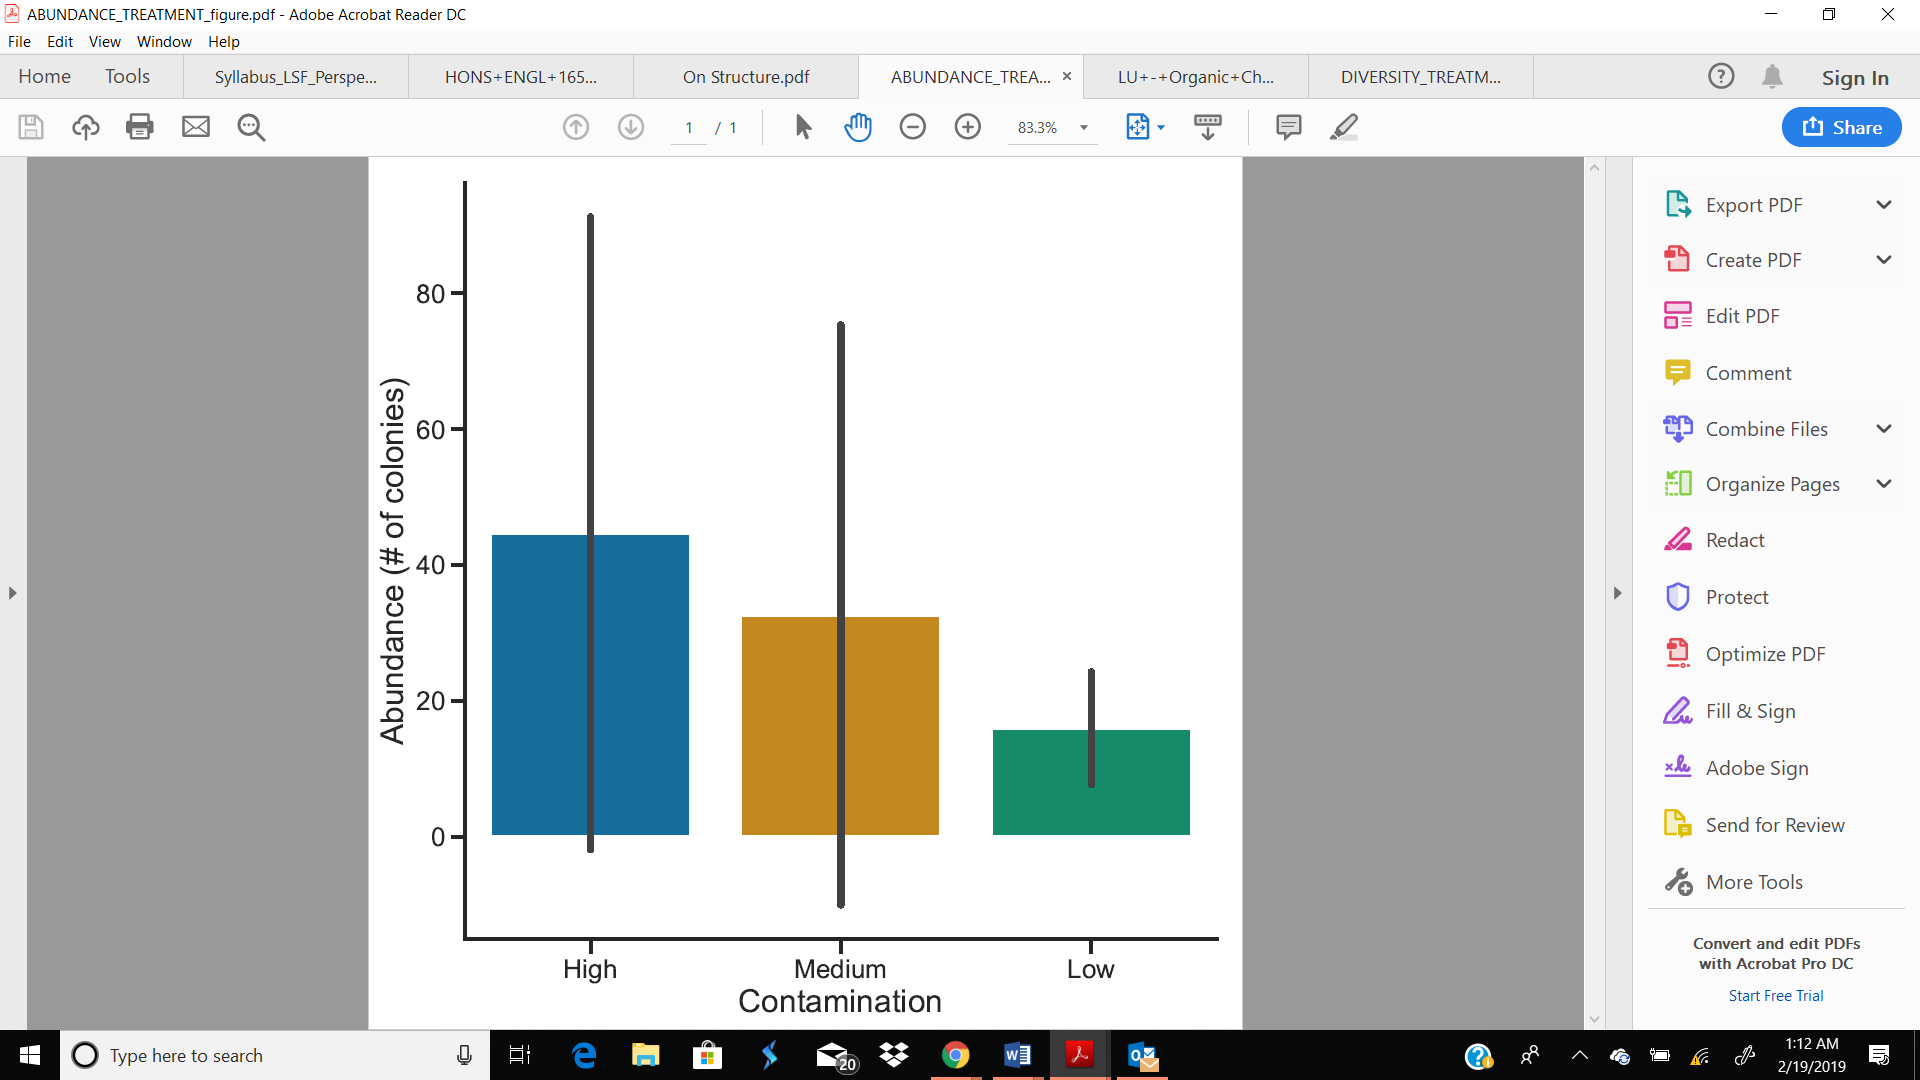 ABUNDANCE_TREATMENT_figure.pdf - Adobe Acrobat Reader DC
File Edit View Window Help
Home Tools Syllabus_LSF_Perspe... HONS+ENGL+165... On Structure.pdf ABUNDANCE_TREA... × LU+-+Organic+Ch... DIVERSITY_TREATM... Sign In
1 / 1 83.3% Share
80
60
40
20
0
Abundance (# of colonies)
High Medium Low
Contamination
Export PDF
Create PDF
Edit PDF
Comment
Combine Files
Organize Pages
Redact
Protect
Optimize PDF
Fill & Sign
Adobe Sign
Send for Review
More Tools
Convert and edit PDFs
with Acrobat Pro DC
Start Free Trial
Type here to search
20
1:12 AM
2/19/2019